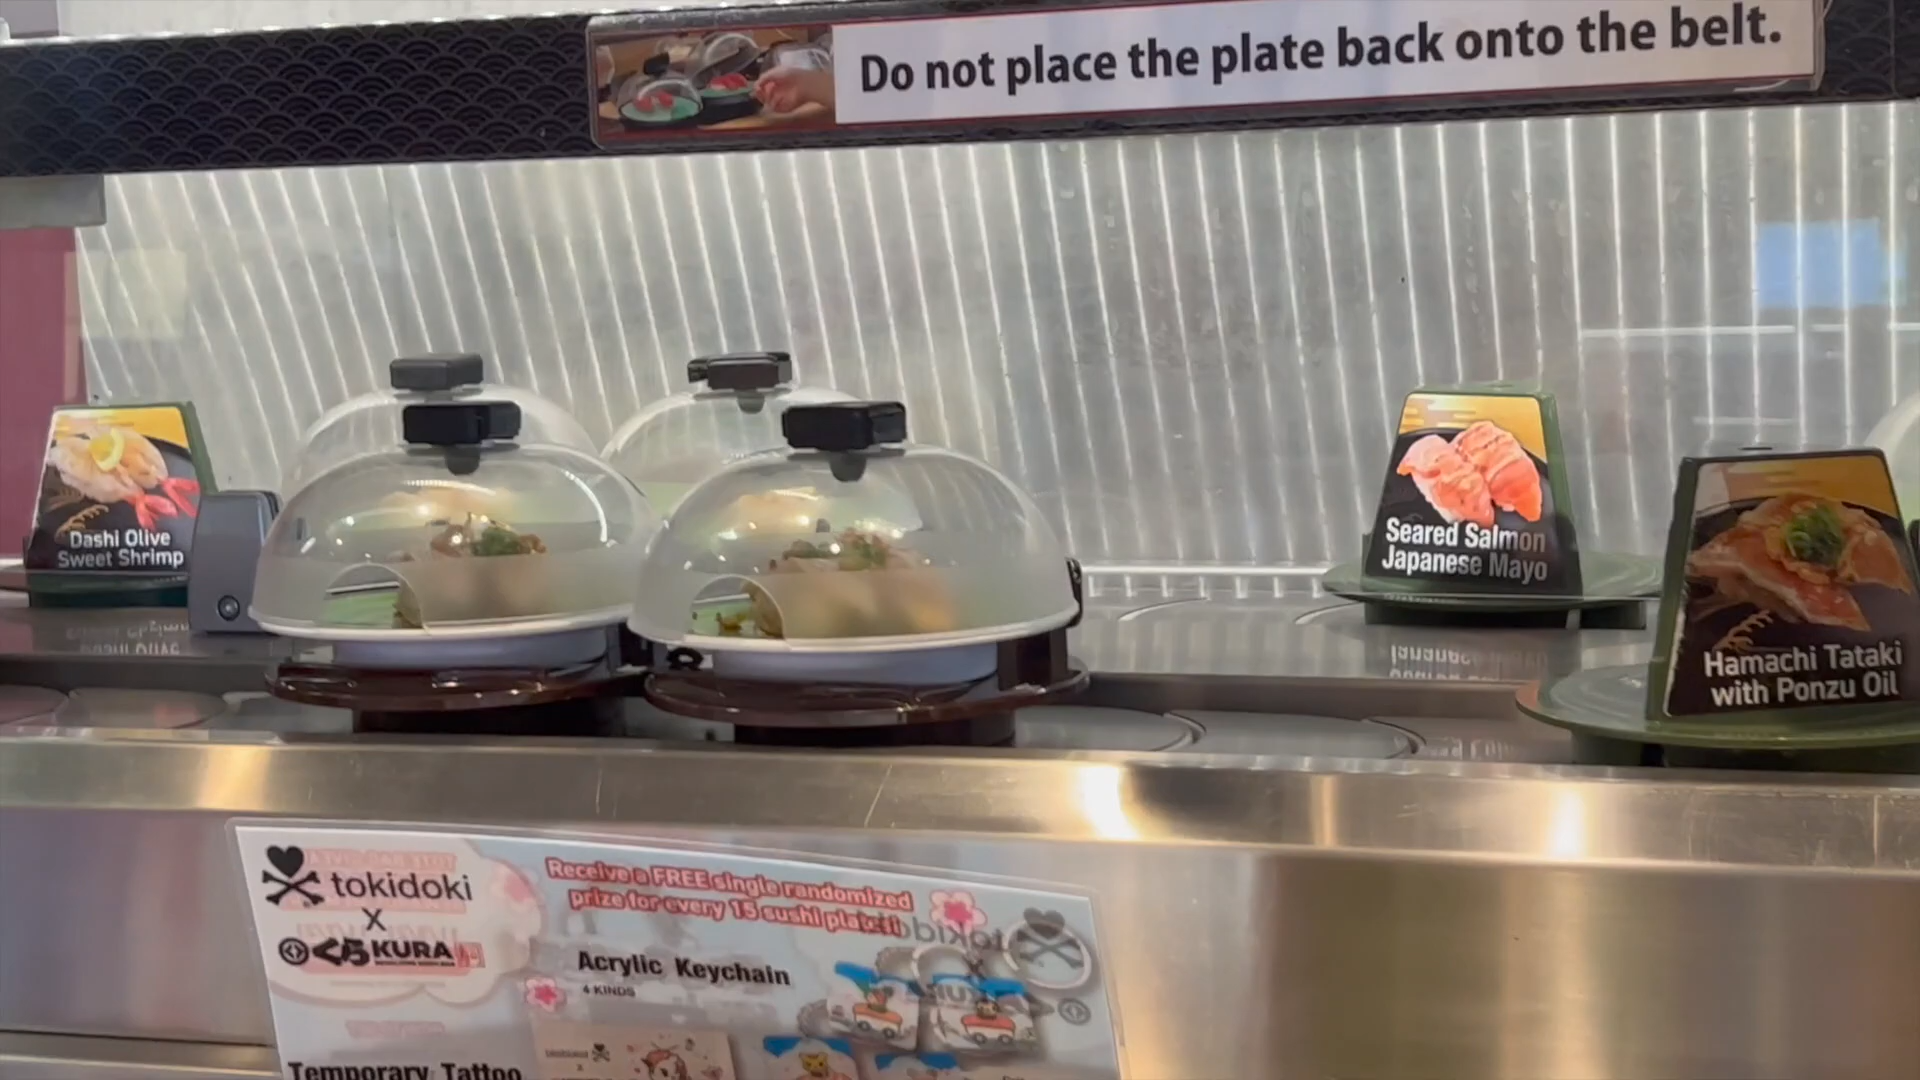 Do not place the plate back onto the belt.
Dashi Olive
Sweet Shrimp
Seared Salmon
Japanese Mayo
Hamachi Tataki
with Ponzu Oil
tokidoki
X
KURA
Receive a FREE single randomized
prize for every 15 sushi plates!
tokidoki
Acrylic Keychain
4 KINDS
Temporary Tattoo